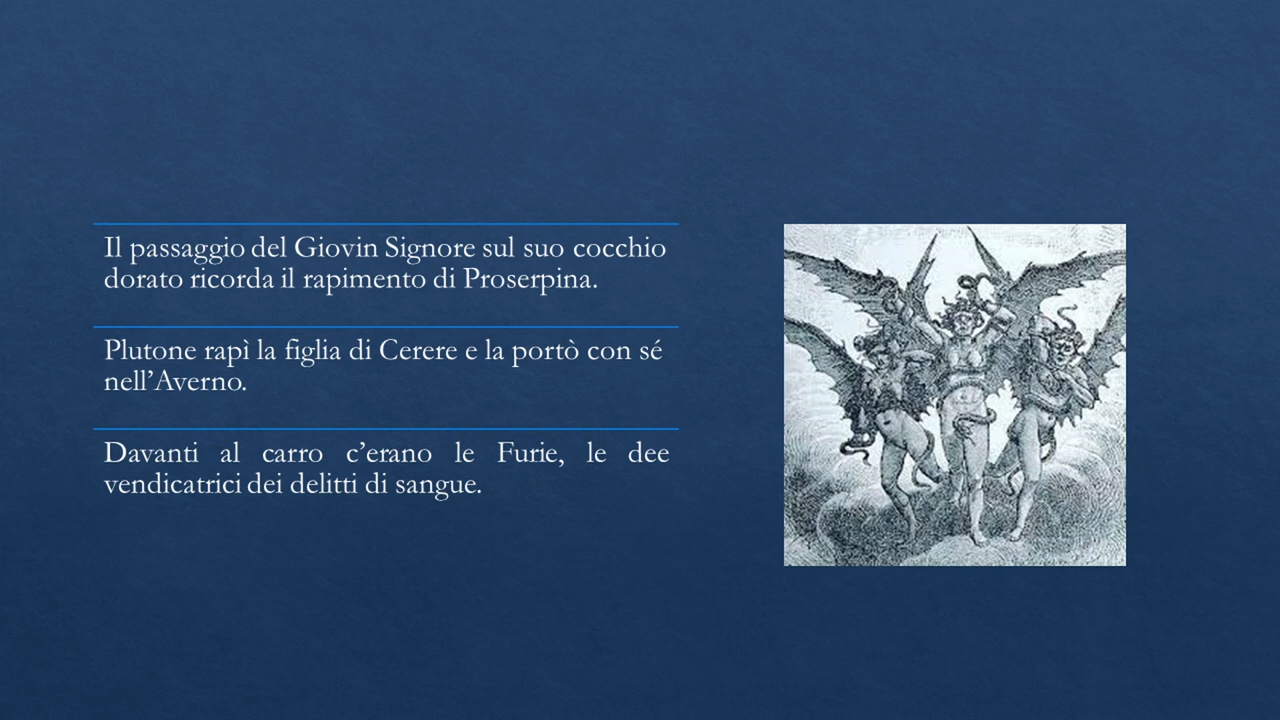 Il passaggio del Giovin Signore sul suo cocchio
dorato ricorda il rapimento di Proserpina.
Plutone rapì la figlia di Cerere e la portò con sé
nell’Averno.
Davanti al carro c’erano le Furie, le dee
vendicatrici dei delitti di sangue.